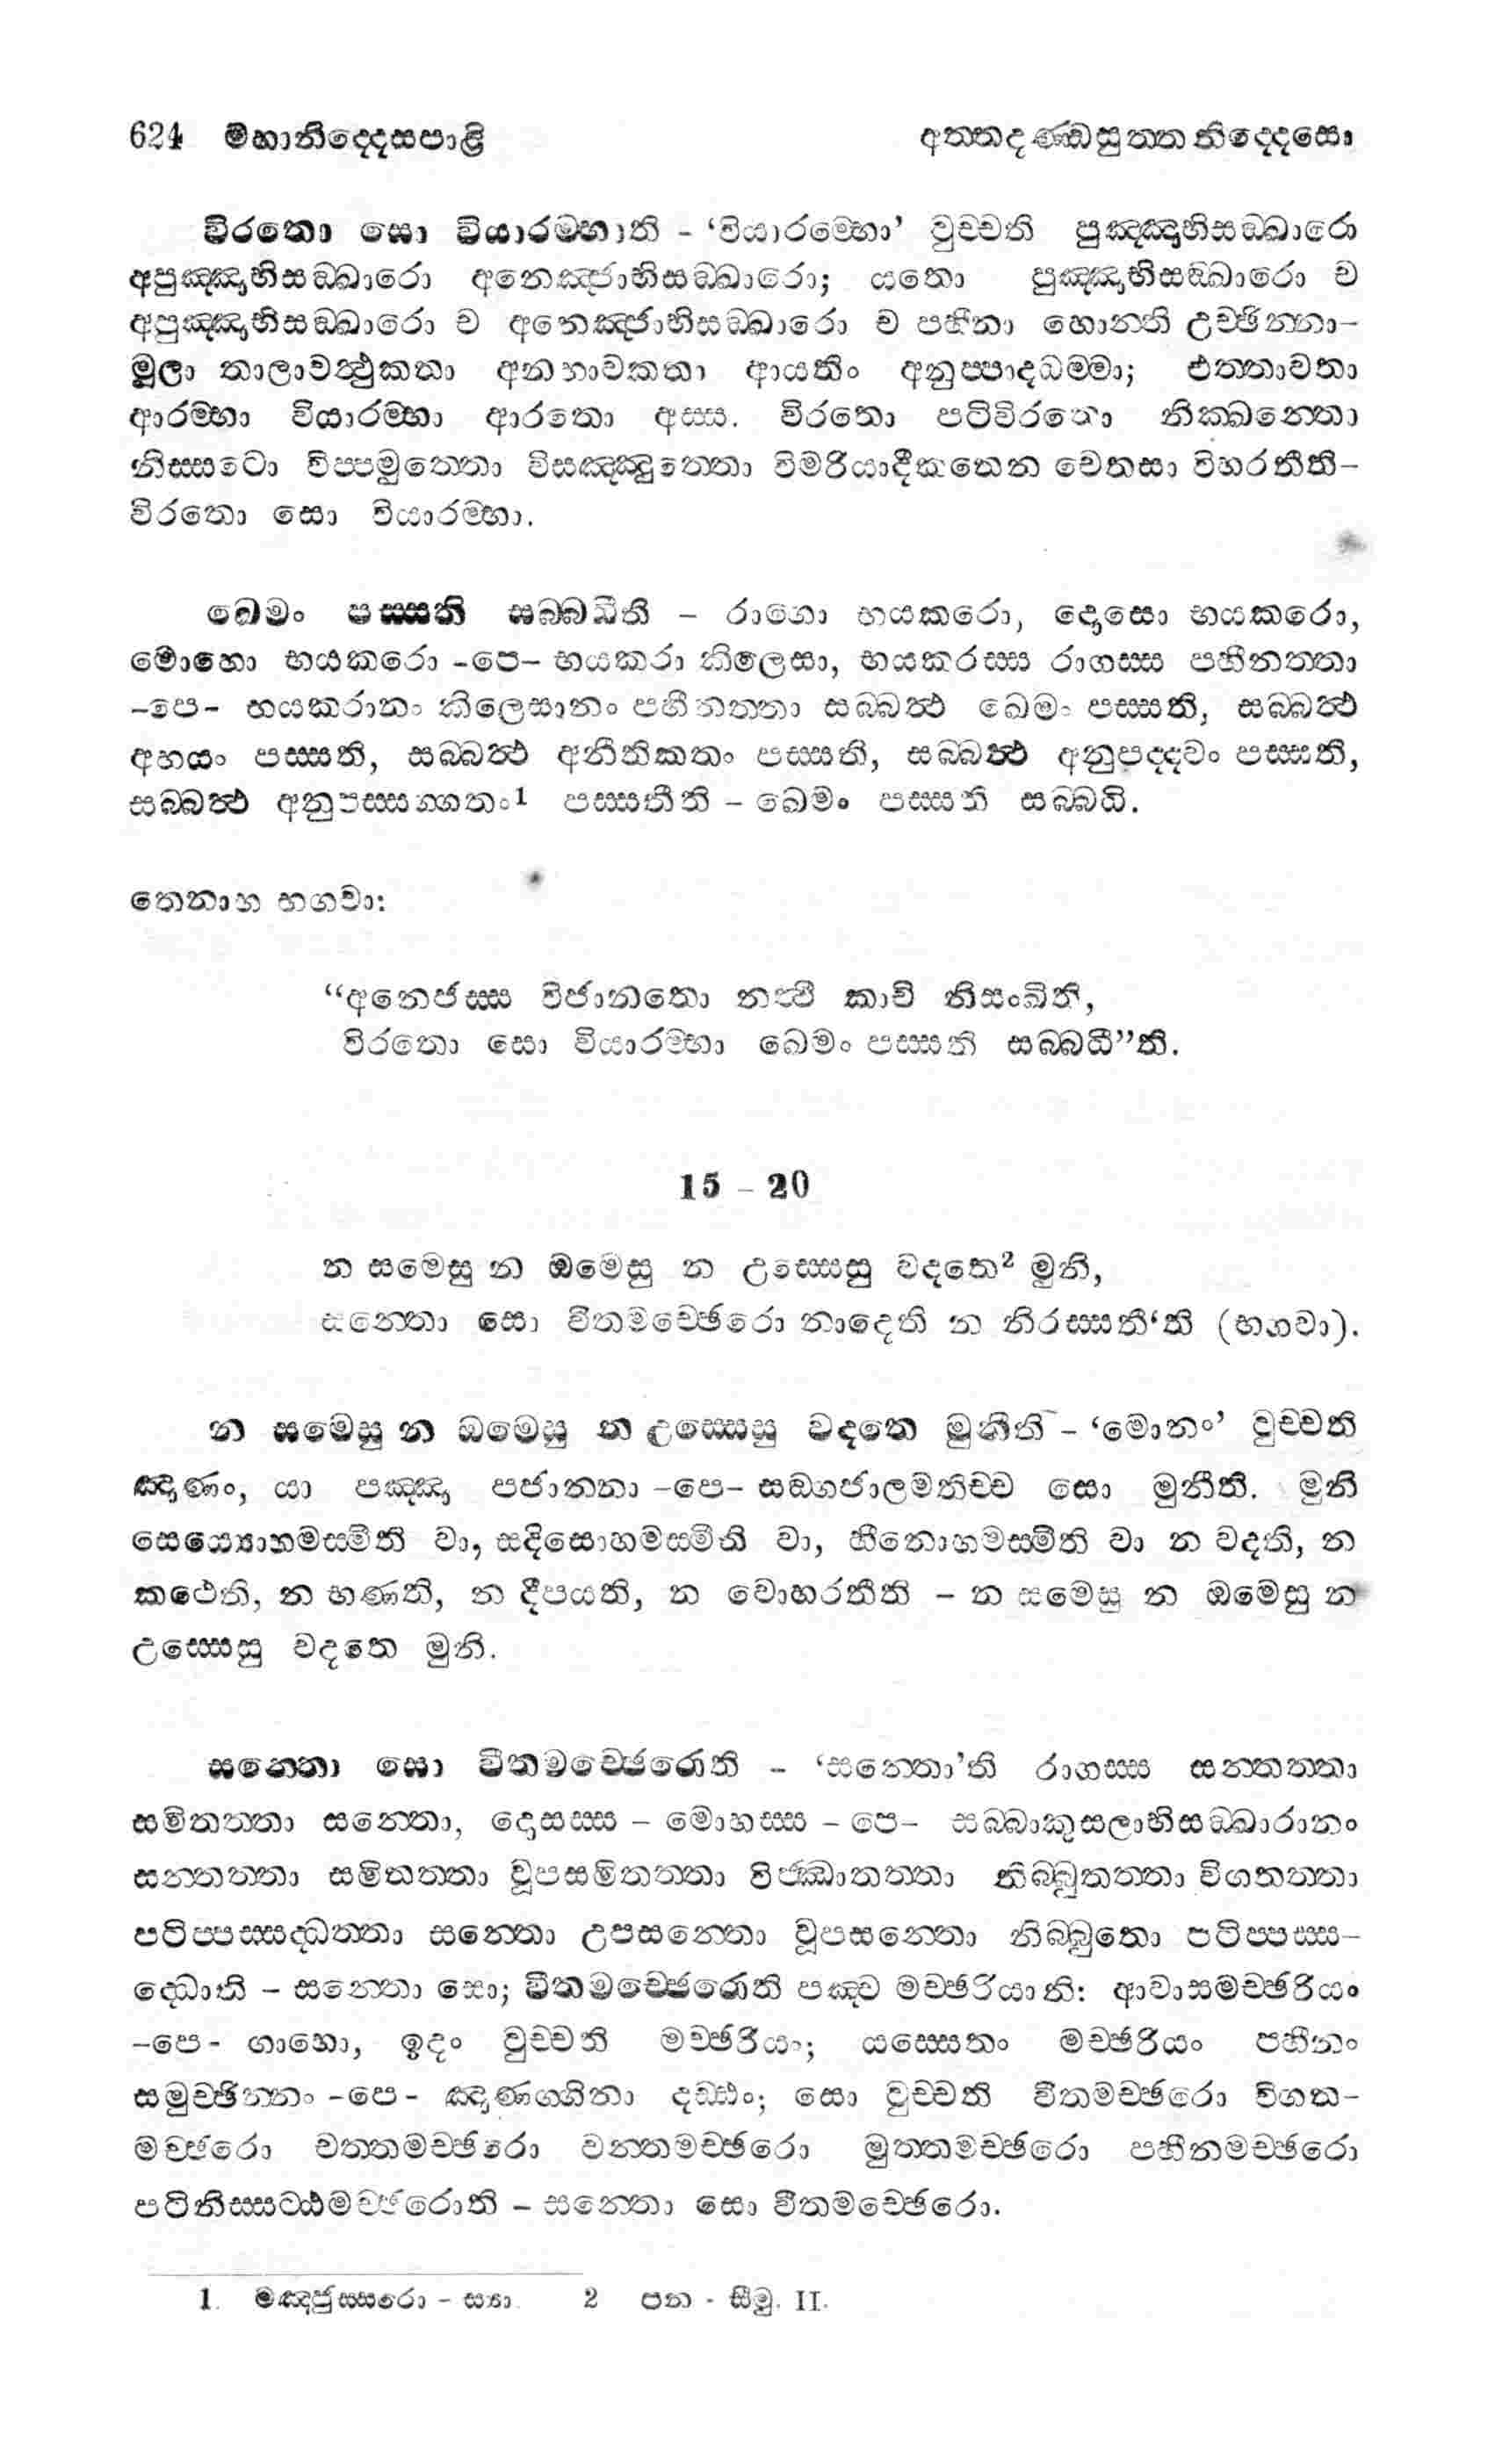 624 මහානිද්දෙසපාළි අත්තදණ්ඩසුත්තනිද්දෙසො
විරතො සො වියාරම්භාති - ‘වියාරම්භො’ වුච්චති පුඤ්ඤාභිසඞ්ඛාරො
අපුඤ්ඤාභිසඞ්ඛාරො අනෙඤ්ජාභිසඞ්ඛාරො; යතො පුඤ්ඤාභිසඞ්ඛාරො ච
අපුඤ්ඤාභිසඞ්ඛාරො ච අනෙඤ්ජාභිසඞ්ඛාරො ච පහීනා හොන්ති උච්ඡින්නා-
මූලා තාලාවත්ථුකතා අනභාවකතා ආයතිං අනුප්පාදධම්මා; එත්තාවතා
ආරම්භා වියාරම්භා ආරතො අස්ස. විරතො පටිවිරතො නික්ඛන්තො
නිස්සටො විප්පමුත්තො විසඤ්ඤුත්තො විමරියාදීකතෙන චෙතසා විහරතීති-
විරතො සො වියාරම්භා.
ඛෙමං පස්සති සබ්බධීති - රාගො භයකරො, දොසො භයකරො,
මොහො භයකරො -පෙ- භයකරා කිලෙසා, භයකරස්ස රාගස්ස පහීනත්තා
-පෙ- භයකරානං කිලෙසානං පහීනත්තා සබ්බත්ථ ඛෙමං පස්සති, සබ්බත්ථ
අභයං පස්සති, සබ්බත්ථ අනීතිකතං පස්සති, සබ්බත්ථ අනුපද්දවං පස්සති,
සබ්බත්ථ අනුපස්සග්ගතං1 පස්සතීති - ඛෙමං පස්සති සබ්බධි.
තෙනාහ භගවා:
“අනෙජස්ස විජානතො නත්ථි කාචි නිසංඛිති,
විරතො සො වියාරම්භා ඛෙමං පස්සති සබ්බධී”ති.
15 - 20
න සමෙසු න ඔමෙසු න උස්සෙසු වදතෙ2 මුනි,
සන්තො සො වීතමච්ඡෙරො නාදෙති න නිරස්සතී‘ති (භගවා).
න සමෙසු න ඔමෙසු න උස්සෙසු වදතෙ මුනීති - ‘මොනං’ වුච්චති
ඤාණං, යා පඤ්ඤා පජානනා -පෙ- සඞ්ගජාලමතිච්ච සො මුනීති. මුනි
සෙය්‍යොහමස්මීති වා, සදිසොහමස්මීති වා, හීනොහමස්මීති වා න වදති, න
කථෙති, න භණති, න දීපයති, න වොහරතීති - න සමෙසු න ඔමෙසු න
උස්සෙසු වදතෙ මුනි.
සන්තො සො වීතමච්ඡෙරොති - ‘සන්තො’ති රාගස්ස සන්තත්තා
සමිතත්තා සන්තො, දොසස්ස - මොහස්ස - පෙ- සබ්බාකුසලාභිසඞ්ඛාරානං
සන්තත්තා සමිතත්තා වූපසමිතත්තා විජ්ඣාතත්තා නිබ්බුතත්තා විගතත්තා
පටිප්පස්සද්ධත්තා සන්තො උපසන්තො වූපසන්තො නිබ්බුතො පටිප්පස්ස-
ද්ධොති - සන්තො සො; වීතමච්ඡෙරොති පඤ්ච මච්ඡරියානි: ආවාසමච්ඡරියං
-පෙ- ගාහො, ඉදං වුච්චති මච්ඡරියං; යස්සෙතං මච්ඡරියං පහීනං
සමුච්ඡින්නං -පෙ- ඤාණග්ගිනා දඩ්ඪං; සො වුච්චති වීතමච්ඡරො විගත-
මච්ඡරො චත්තමච්ඡරො වන්තමච්ඡරො මුත්තමච්ඡරො පහීනමච්ඡරො
පටිනිස්සට්ඨමච්ඡරොති - සන්තො සො වීතමච්ඡෙරො.
1. මඤ්ජුස්සරො - ස්‍යා. 2 පන - සීමු. II.